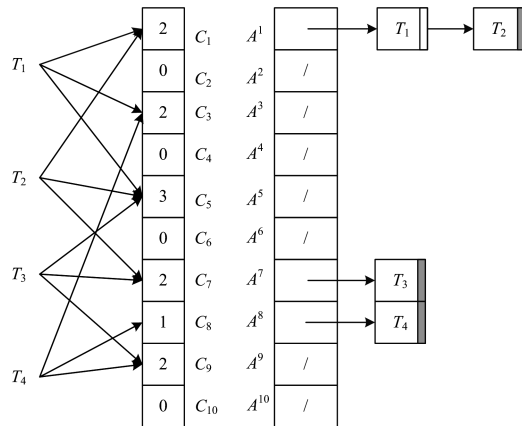 2 C₁ A¹ T₁ T₂
T₁
0 C₂ A² /
2 C₃ A³ /
0 C₄ A⁴ /
T₂
3 C₅ A⁵ /
0 C₆ A⁶ /
T₃
2 C₇ A⁷ T₃
1 C₈ A⁸ T₄
2 C₉ A⁹ /
T₄
0 C₁₀ A¹⁰ /